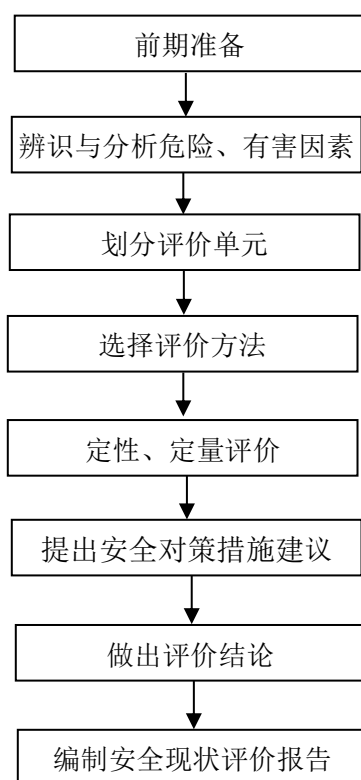 前期准备
辨识与分析危险、有害因素
划分评价单元
选择评价方法
定性、定量评价
提出安全对策措施建议
做出评价结论
编制安全现状评价报告